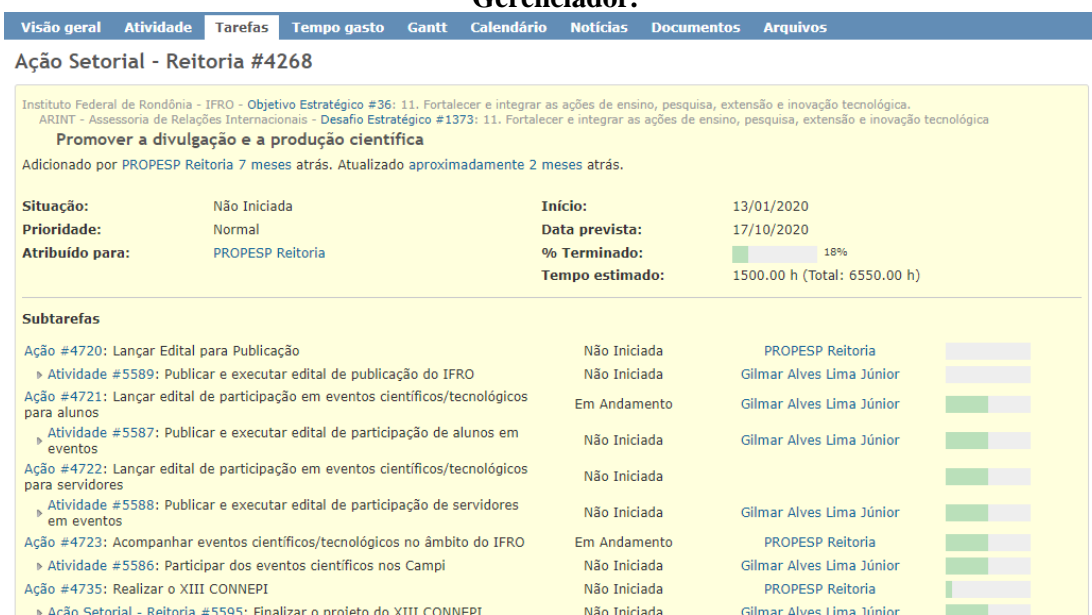 Gerenciador.
Visão geral Atividade Tarefas Tempo gasto Gantt Calendário Notícias Documentos Arquivos
Ação Setorial - Reitoria #4268
Instituto Federal de Rondônia - IFRO - Objetivo Estratégico #36: 11. Fortalecer e integrar as ações de ensino, pesquisa, extensão e inovação tecnológica.
ARINT - Assessoria de Relações Internacionais - Desafio Estratégico #1373: 11. Fortalecer e integrar as ações de ensino, pesquisa, extensão e inovação tecnológica
Promover a divulgação e a produção científica
Adicionado por PROPESP Reitoria 7 meses atrás. Atualizado aproximadamente 2 meses atrás.
Situação: Não Iniciada Início: 13/01/2020
Prioridade: Normal Data prevista: 17/10/2020
Atribuído para: PROPESP Reitoria % Terminado: 18%
Tempo estimado: 1500.00 h (Total: 6550.00 h)
Subtarefas
Ação #4720: Lançar Edital para Publicação Não Iniciada PROPESP Reitoria
Atividade #5589: Publicar e executar edital de publicação do IFRO Não Iniciada Gilmar Alves Lima Júnior
Ação #4721: Lançar edital de participação em eventos científicos/tecnológicos
para alunos Em Andamento Gilmar Alves Lima Júnior
Atividade #5587: Publicar e executar edital de participação de alunos em
eventos Não Iniciada Gilmar Alves Lima Júnior
Ação #4722: Lançar edital de participação em eventos científicos/tecnológicos
para servidores Não Iniciada
Atividade #5588: Publicar e executar edital de participação de servidores
em eventos Não Iniciada Gilmar Alves Lima Júnior
Ação #4723: Acompanhar eventos científicos/tecnológicos no âmbito do IFRO Em Andamento PROPESP Reitoria
Atividade #5586: Participar dos eventos científicos nos Campi Não Iniciada Gilmar Alves Lima Júnior
Ação #4735: Realizar o XIII CONNEPI Não Iniciada PROPESP Reitoria
Ação Setorial - Reitoria #5595: Finalizar o projeto do XIII CONNEPI Não Iniciada Gilmar Alves Lima Júnior